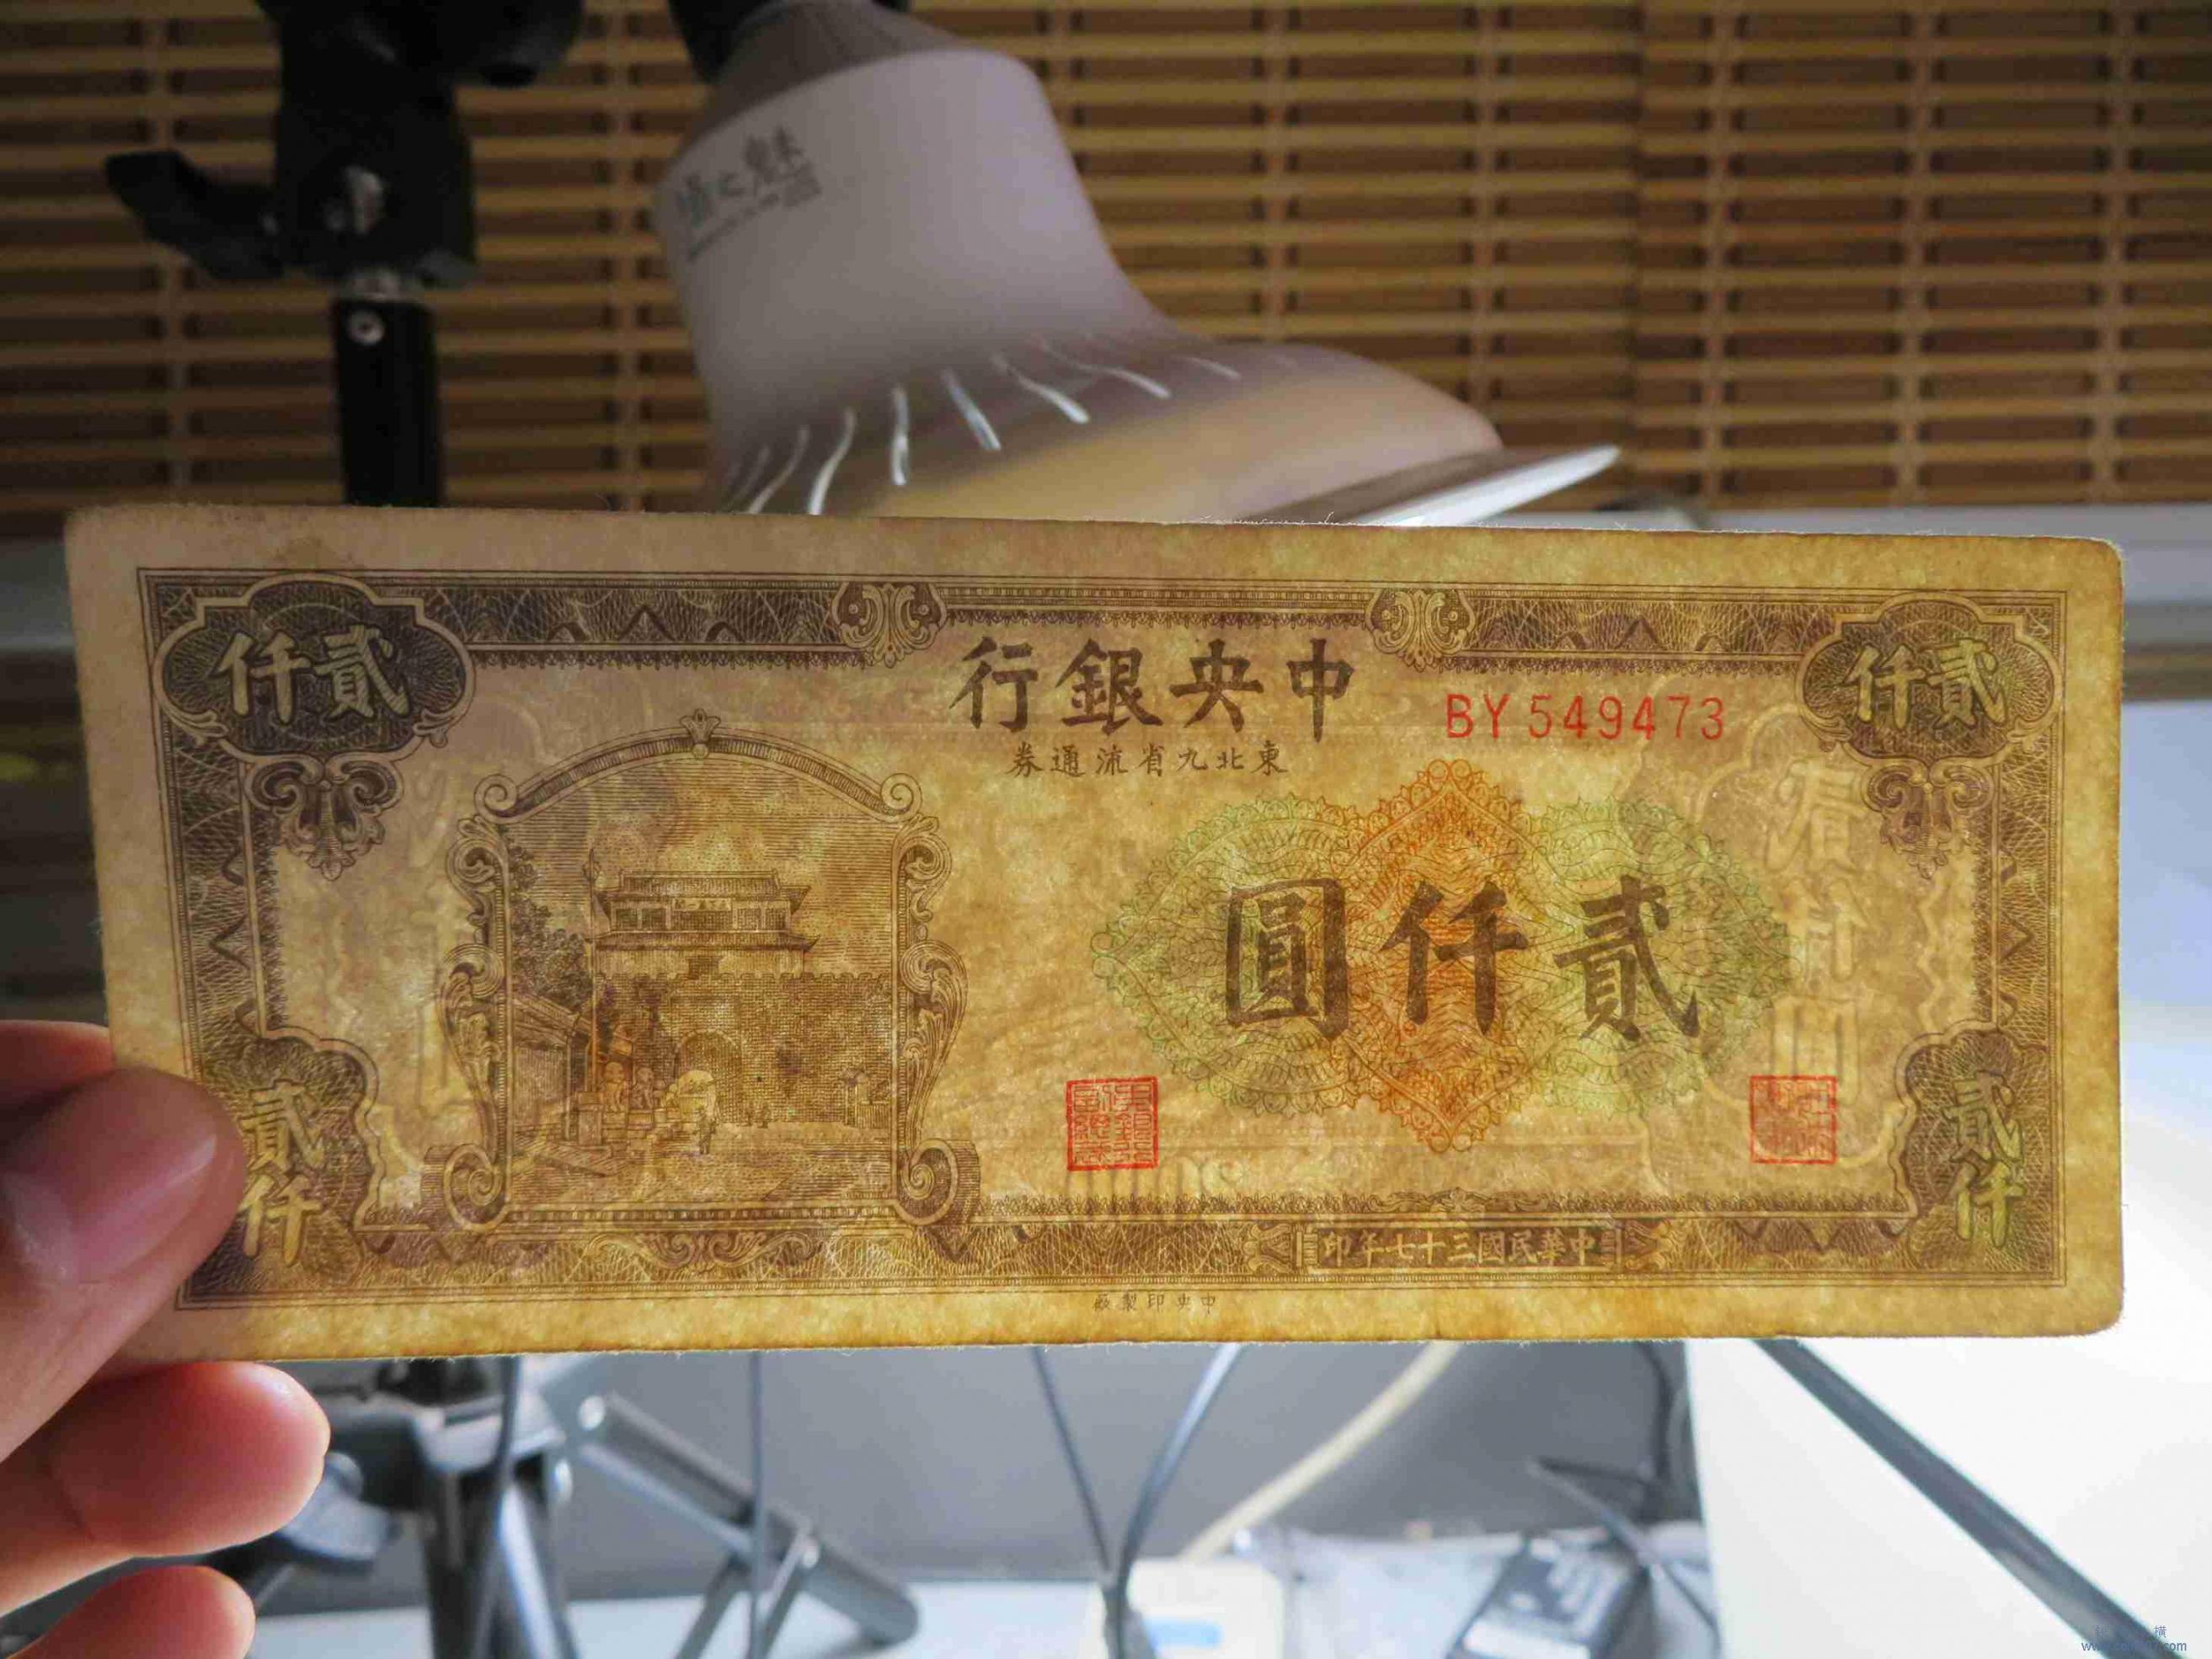 之魅
貳仟
中央銀行
貳仟
BY 549473
東北九省流通券
貳仟圓
貳仟
貳仟
中華民國三十七年印
中央印製廠